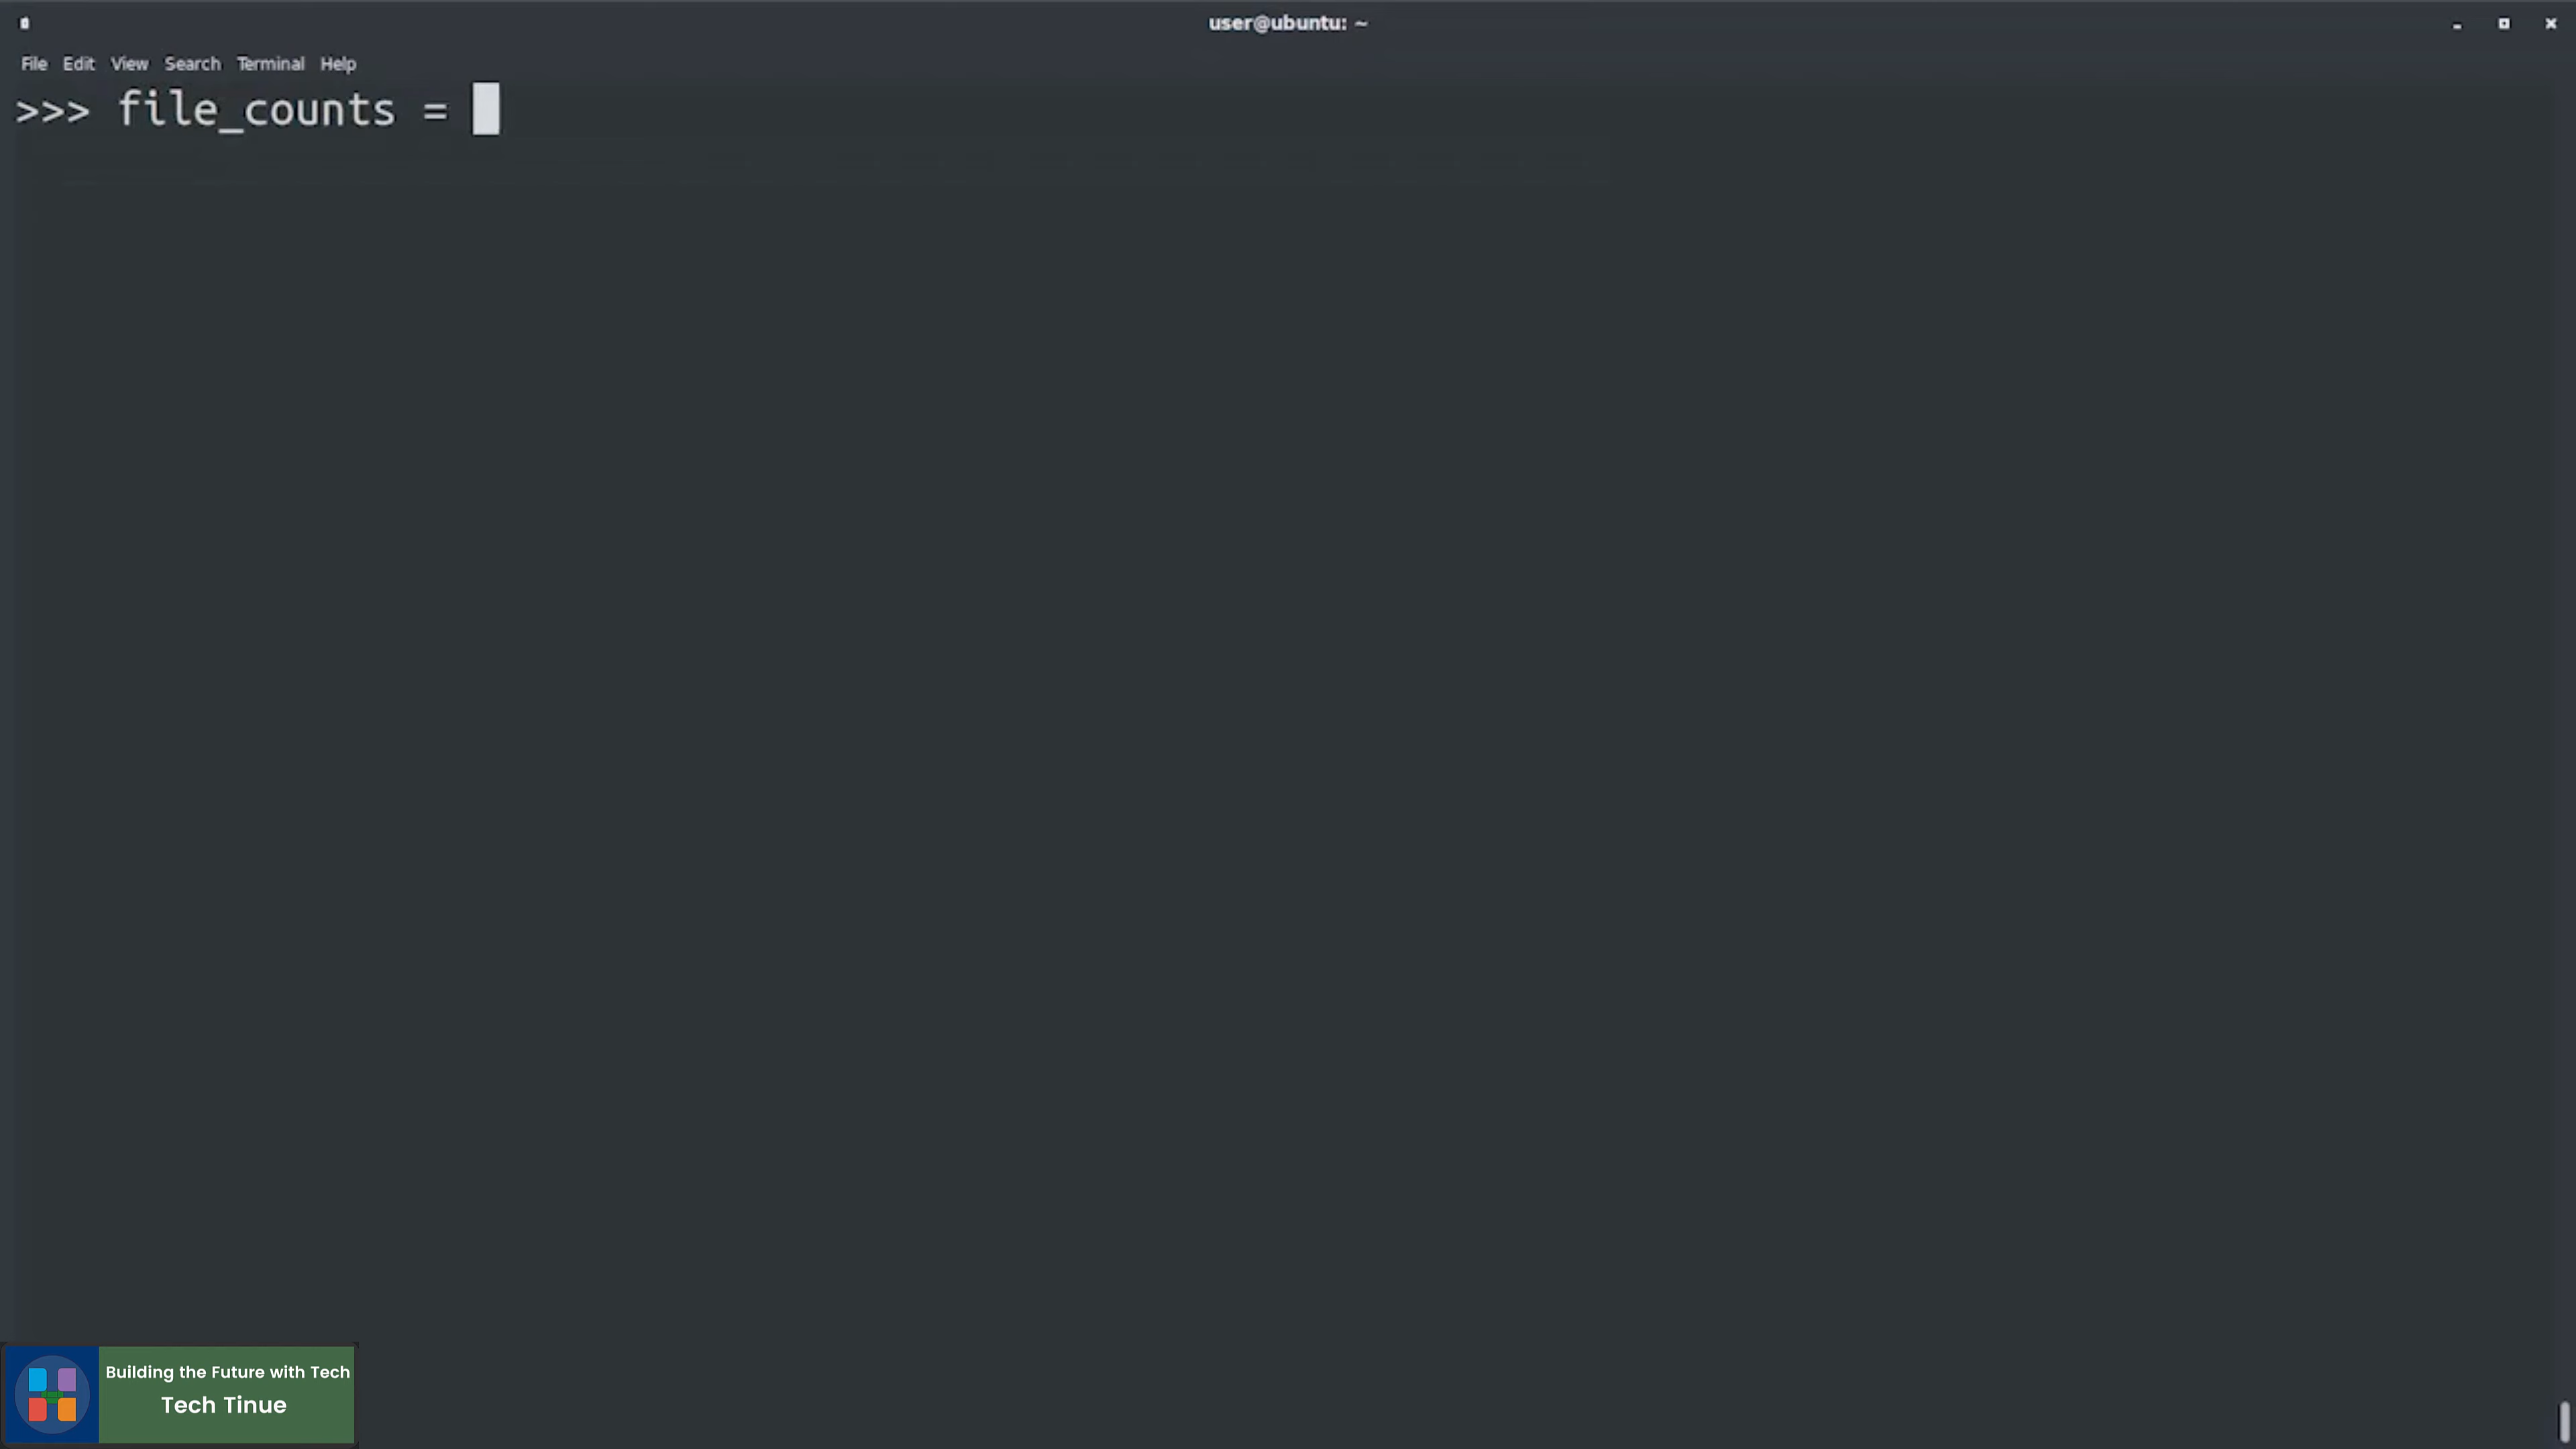 user@ubuntu: ~
File Edit View Search Terminal Help
>>> file_counts =
Building the Future with Tech
Tech Tinue